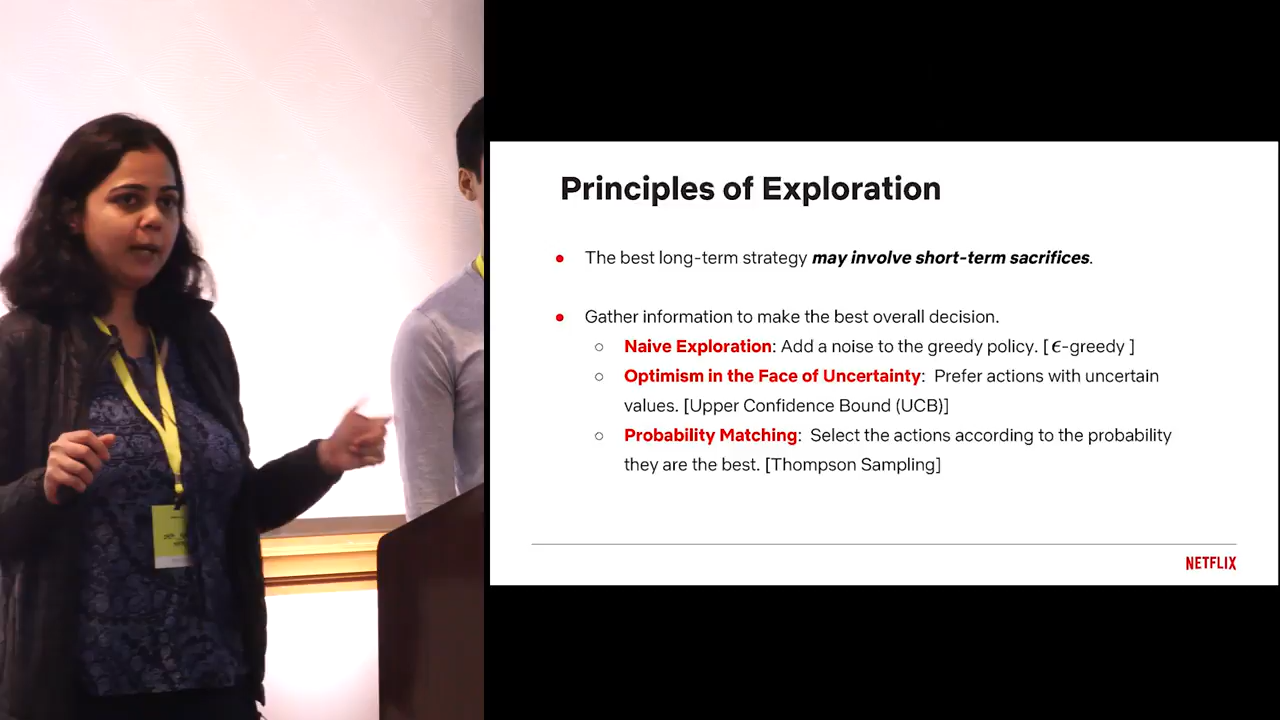 Principles of Exploration
● The best long-term strategy may involve short-term sacrifices.
● Gather information to make the best overall decision.
○ Naive Exploration: Add a noise to the greedy policy. [ ϵ-greedy ]
○ Optimism in the Face of Uncertainty: Prefer actions with uncertain
values. [Upper Confidence Bound (UCB)]
○ Probability Matching: Select the actions according to the probability
they are the best. [Thompson Sampling]
NETFLIX